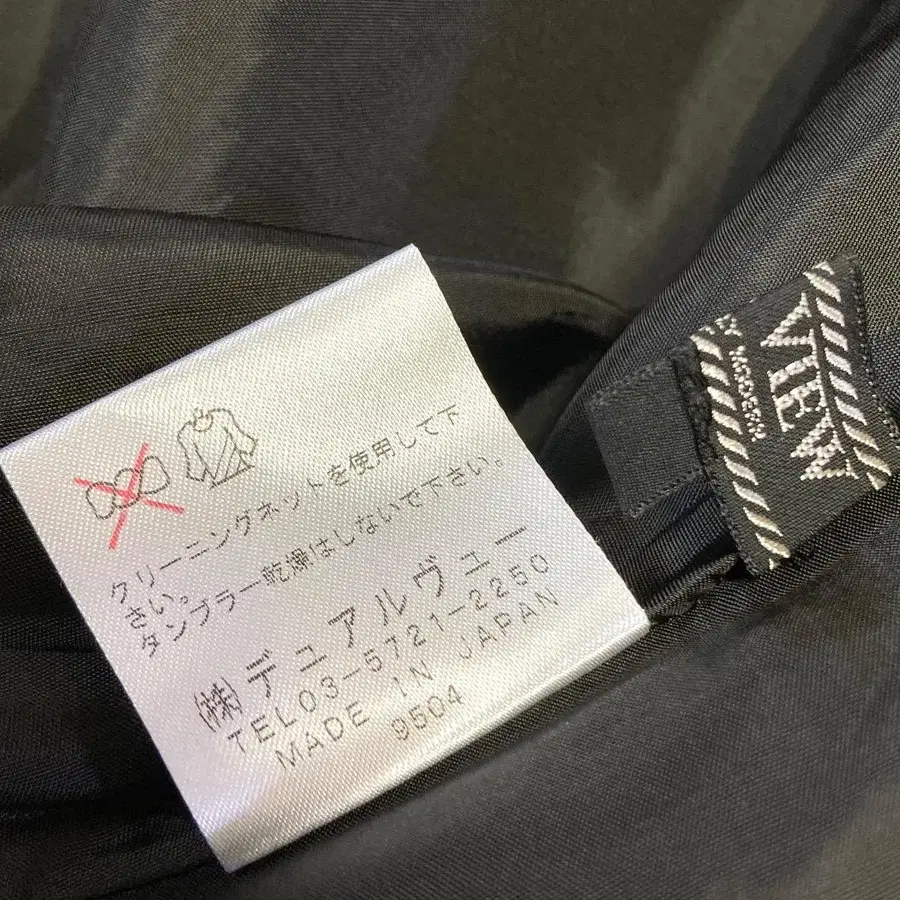 クリーニングネットを使用して下
さい。
タンブラー乾燥はしないで下さい。
㈱デュアルヴュー
TEL03-5721-2250
MADE IN JAPAN
9504
VIEW